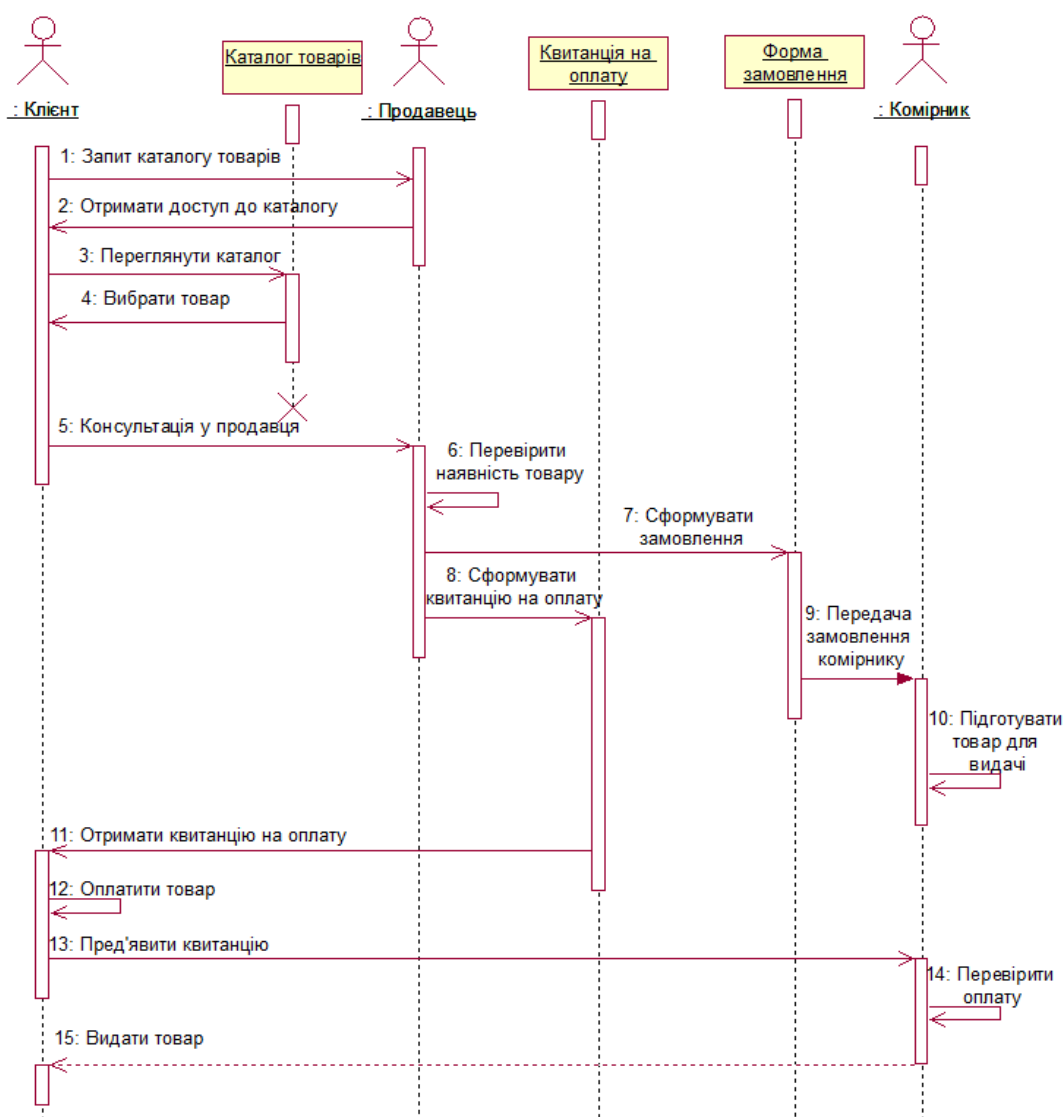 Каталог товарів
Квитанція на
оплату
Форма
замовлення
: Клієнт
: Продавець
: Комірник
1: Запит каталогу товарів
2: Отримати доступ до каталогу
3: Переглянути каталог
4: Вибрати товар
5: Консультація у продавця
6: Перевірити
наявність товару
7: Сформувати
замовлення
8: Сформувати
квитанцію на оплату
9: Передача
замовлення
комірнику
10: Підготувати
товар для
видачі
11: Отримати квитанцію на оплату
12: Оплатити товар
13: Пред'явити квитанцію
14: Перевірити
оплату
15: Видати товар